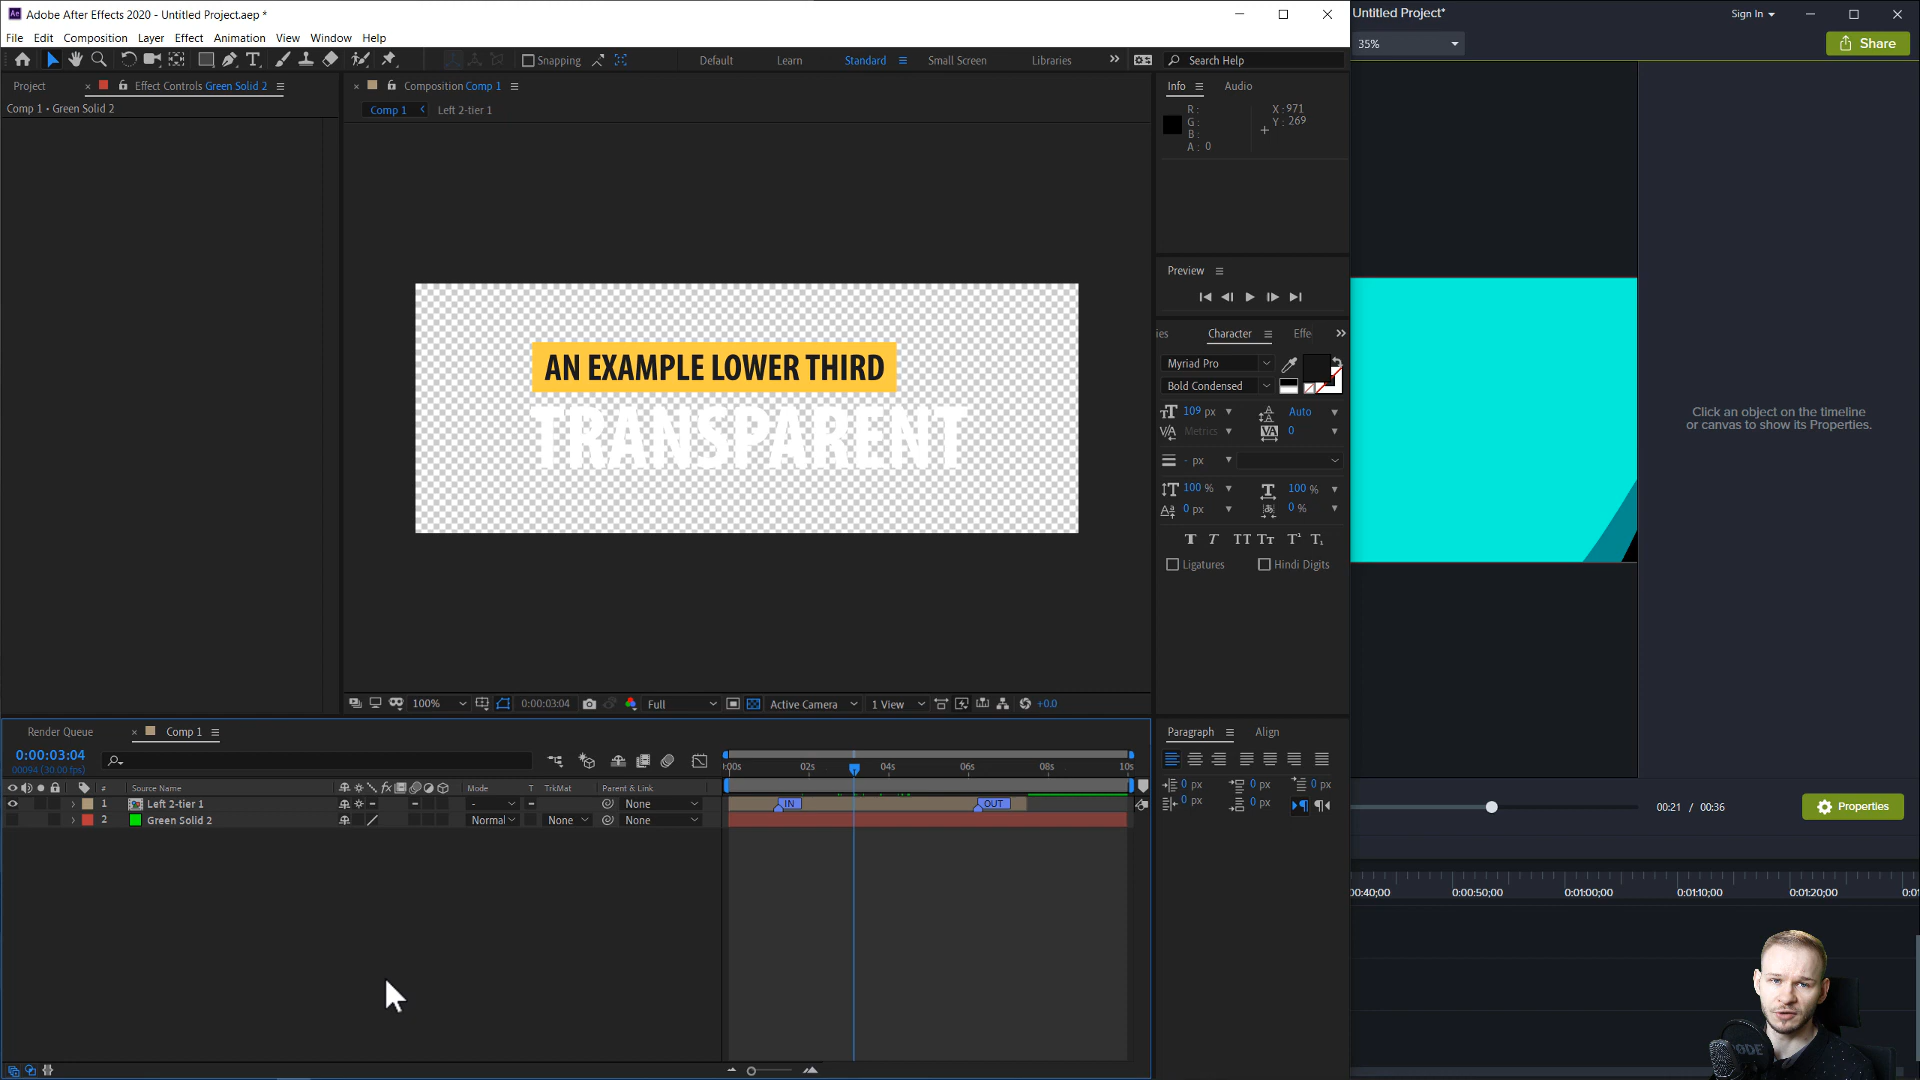 Adobe After Effects 2020 - Untitled Project.aep *
File Edit Composition Layer Effect Animation View Window Help
Snapping
Default Learn Standard Small Screen Libraries
Search Help
Project
Effect Controls Green Solid 2
Comp 1 • Green Solid 2
Composition Comp 1
Comp 1
Left 2-tier 1
Info
Audio
R:
G:
B:
A: 0
X: 971
Y: 269
AN EXAMPLE LOWER THIRD
TRANSPARENT
Preview
ies
Character
Effe
Myriad Pro
Bold Condensed
109 px
Auto
Metrics
0
- px
100 %
100 %
0 px
0 %
Ligatures
Hindi Digits
100%
0:00:03:04
Full
Active Camera
1 View
+0.0
Render Queue
Comp 1
0:00:03:04
00094 (30.00 fps)
# Source Name
Mode
T TrkMat
Parent & Link
1 Left 2-tier 1
-
None
2 Green Solid 2
Normal
None
None
:00s 02s 04s 06s 08s 10s
IN
OUT
Paragraph
Align
0 px
0 px
0 px
0 px
0 px
Untitled Project*
Sign In
35%
Share
Click an object on the timeline
or canvas to show its Properties.
00:21 / 00:36
Properties
0:00:50;00 0:01:00;00 0:01:10;00 0:01:20;00